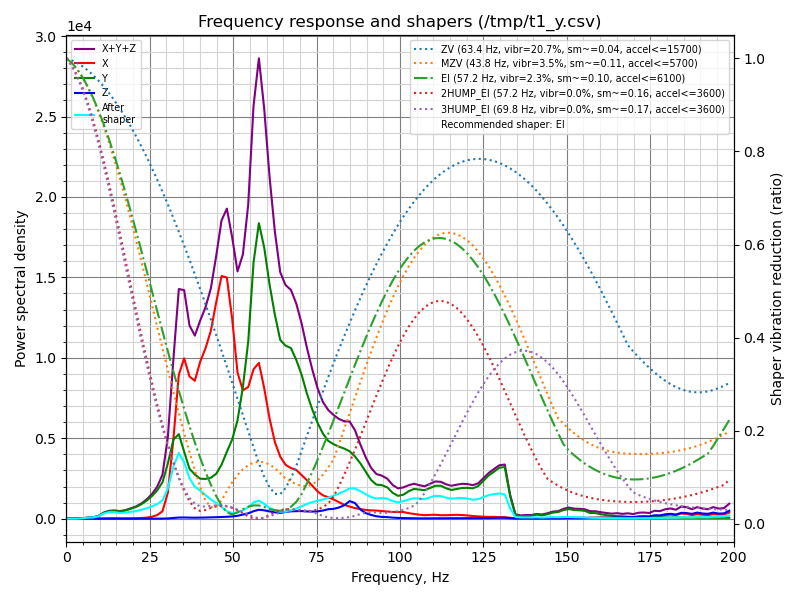 Frequency response and shapers (/tmp/t1_y.csv)
1e4
3.0
2.5
2.0
1.5
1.0
0.5
0.0
Power spectral density
X+Y+Z
X
Y
Z
After
shaper
ZV (63.4 Hz, vibr=20.7%, sm~=0.04, accel<=15700)
MZV (43.8 Hz, vibr=3.5%, sm~=0.11, accel<=5700)
EI (57.2 Hz, vibr=2.3%, sm~=0.10, accel<=6100)
2HUMP_EI (57.2 Hz, vibr=0.0%, sm~=0.16, accel<=3600)
3HUMP_EI (69.8 Hz, vibr=0.0%, sm~=0.17, accel<=3600)
Recommended shaper: EI
1.0
0.8
0.6
0.4
0.2
0.0
Shaper vibration reduction (ratio)
0 25 50 75 100 125 150 175 200
Frequency, Hz